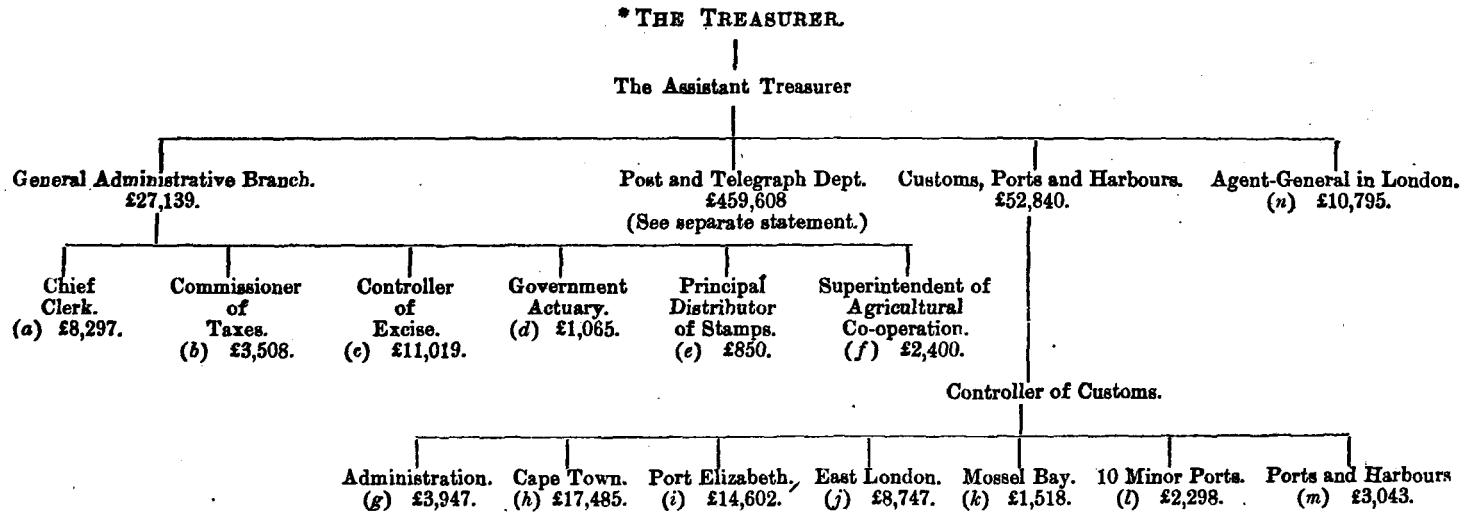 * THE TREASURER.
The Assistant Treasurer
General Administrative Branch.
£27,139.
Post and Telegraph Dept.
£459,608
(See separate statement.)
Customs, Ports and Harbours.
£52,840.
Agent-General in London.
(n) £10,795.
Chief
Clerk.
(a) £8,297.
Commissioner
of
Taxes.
(b) £3,508.
Controller
of
Excise.
(c) £11,019.
Government
Actuary.
(d) £1,065.
Principal
Distributor
of Stamps.
(e) £850.
Superintendent of
Agricultural
Co-operation.
(f) £2,400.
Controller of Customs.
Administration.
(g) £3,947.
Cape Town.
(h) £17,485.
Port Elizabeth.
(i) £14,602.
East London.
(j) £8,747.
Mossel Bay.
(k) £1,518.
10 Minor Ports.
(l) £2,298.
Ports and Harbours
(m) £3,043.